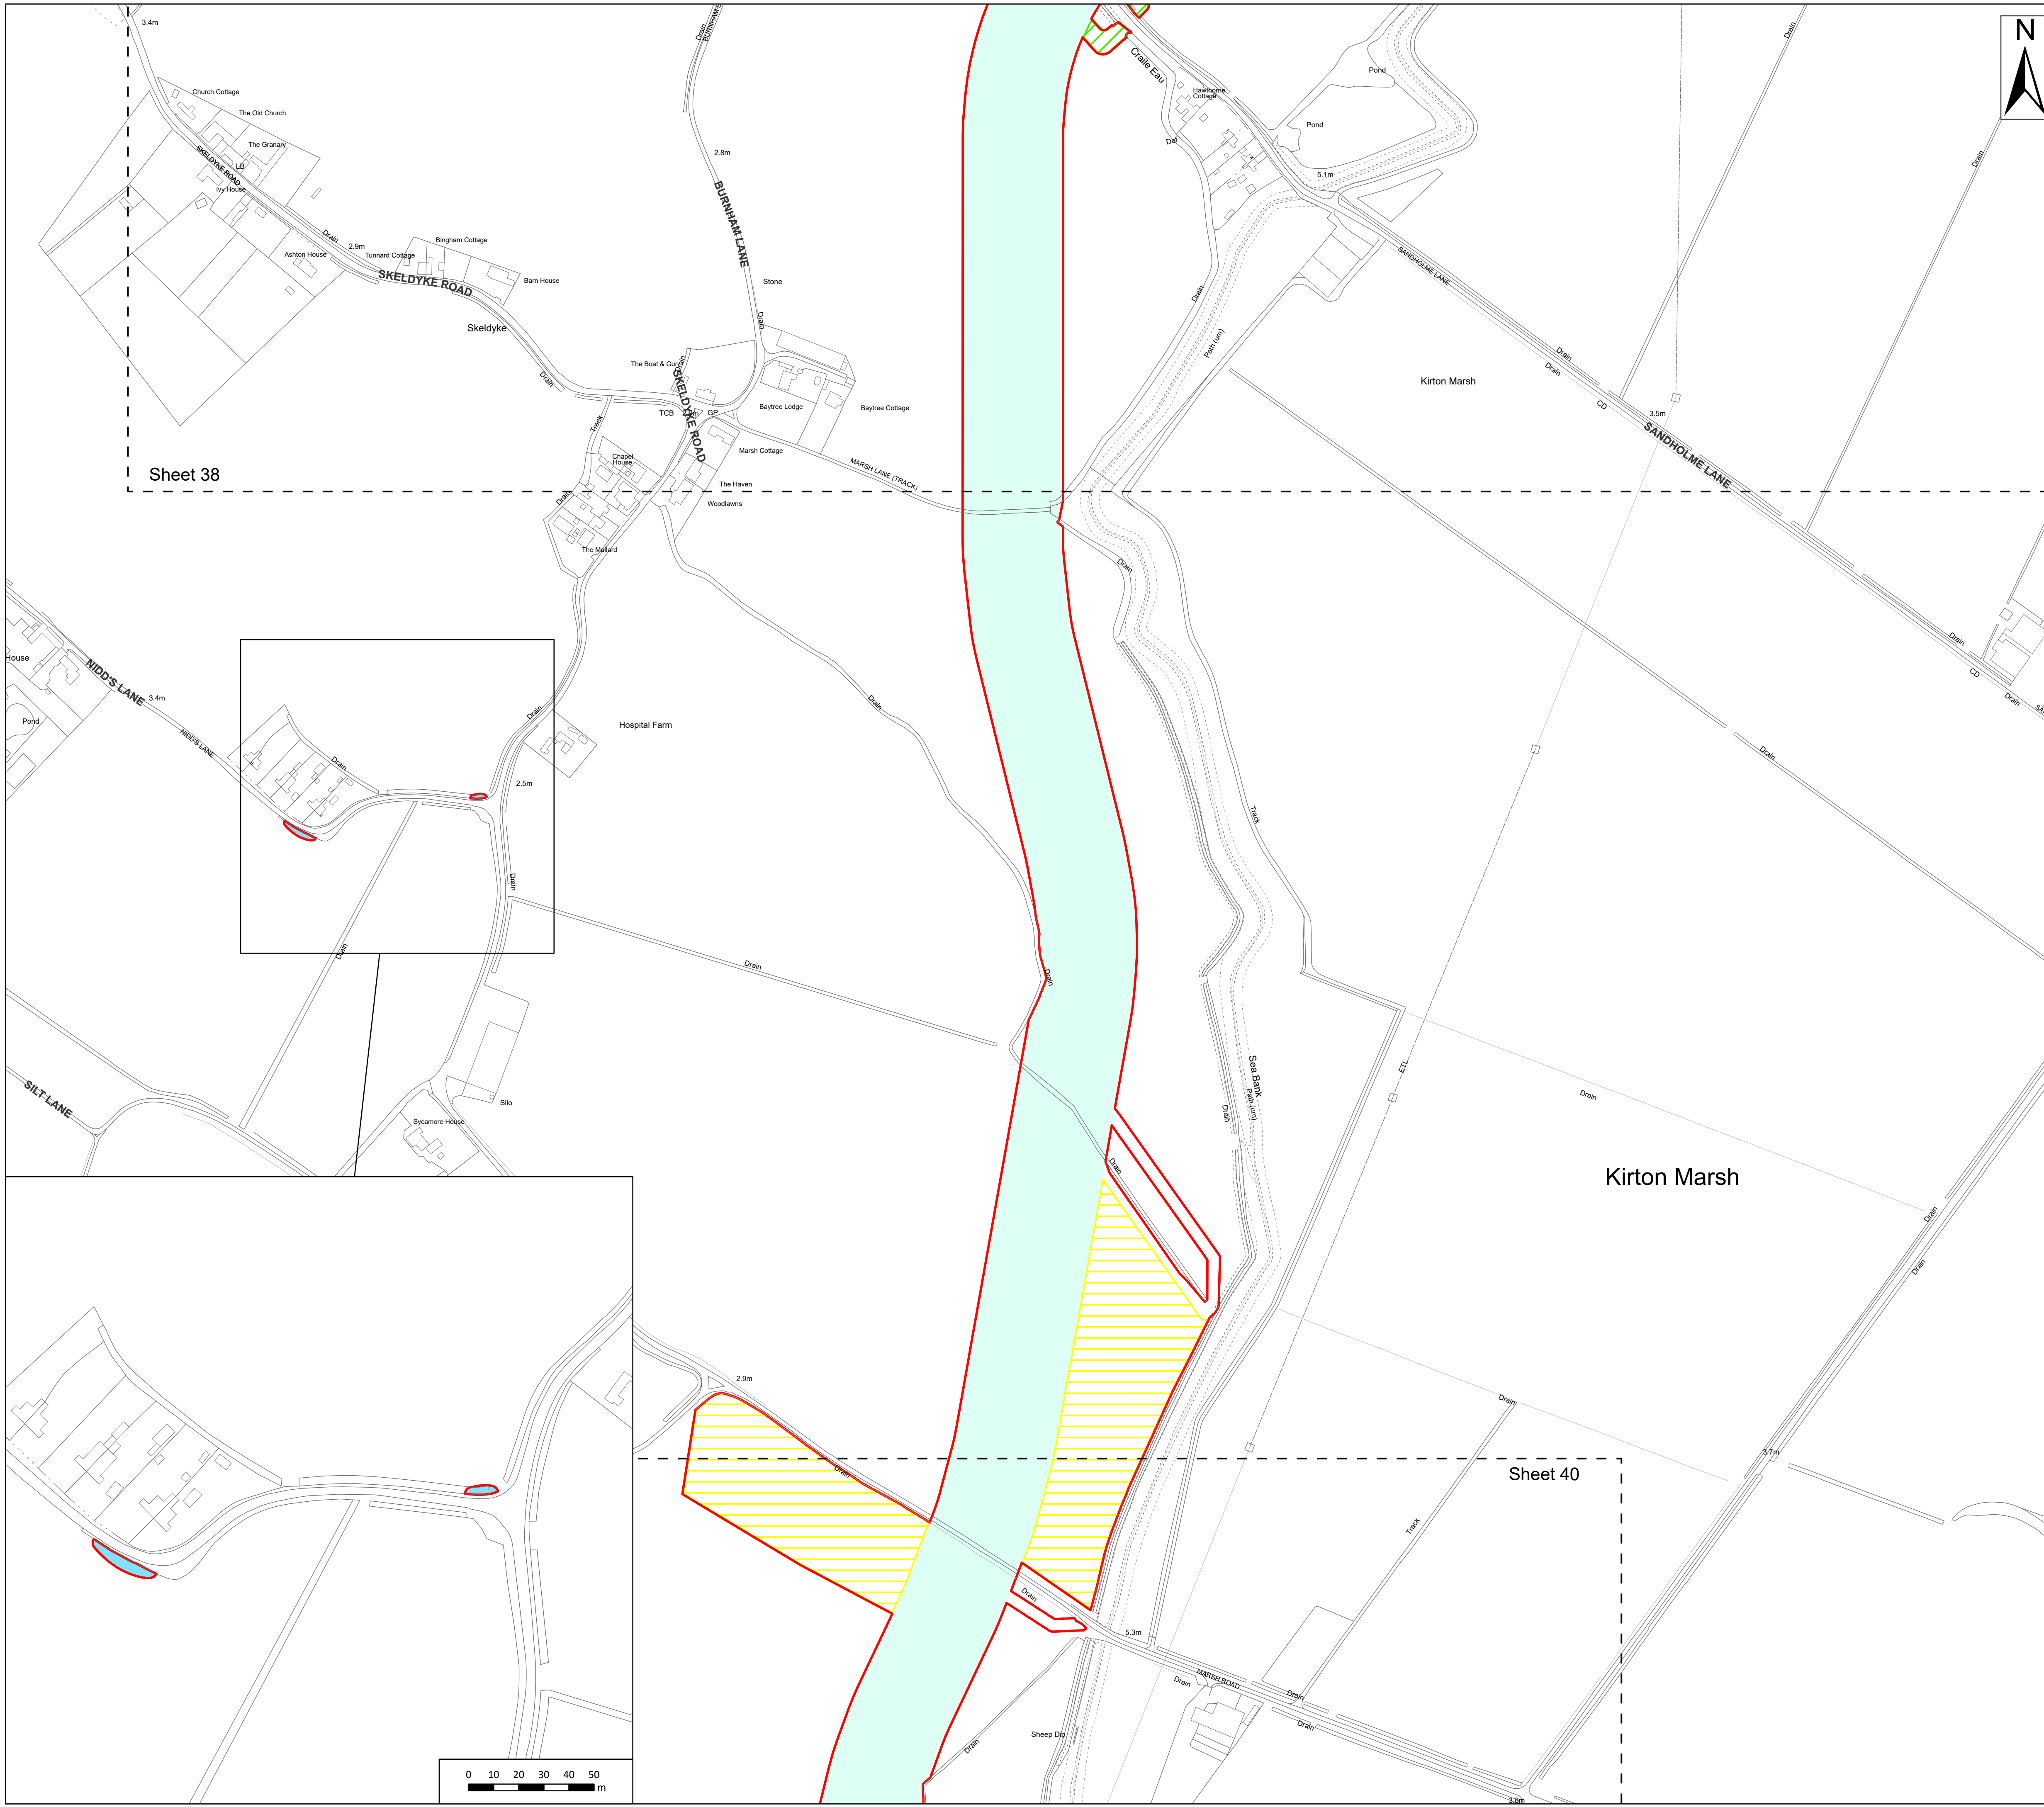 3.4m
Drain
BURNHAM
N
Drain
Craile Eau
Pond
Church Cottage
The Old Church
Hawthorne
Cottage
Pond
SKELDYKE ROAD
The Granary
LB
2.8m
Def
Drain
Ivy House
5.1m
BURNHAM LANE
Drain
2.9m
Bingham Cottage
Ashton House
Tunnard Cottage
SKELDYKE ROAD
Barn House
Stone
SANDHOLME LANE
Drain
Skeldyke
Drain
Path (um)
The Boat & Gun
Drain
Drain
Drain
Drain
Kirton Marsh
SKELDYKE ROAD
TCB
GP
Baytree Lodge
Baytree Cottage
CD
3.5m
Track
SANDHOLME LANE
Marsh Cottage
Chapel
House
MARSH LANE (TRACK)
Sheet 38
The Haven
Drain
Woodlawns
The Mallard
Drain
Drain
House
NIDD'S LANE
3.4m
CD
Drain
Pond
Drain
Drain
Hospital Farm
NIDD'S LANE
Drain
Drain
2.5m
Track
Drain
Drain
Drain
Drain
Sea Bank
Path (um)
ETL
SILT LANE
Silo
Drain
Drain
Sycamore House
Drain
Kirton Marsh
Drain
Drain
2.9m
Drain
3.7m
Drain
Sheet 40
Track
Drain
5.3m
MARSH ROAD
Drain
Drain
Drain
Sheep Dip
Drain
0 10 20 30 40 50
m
3.8m